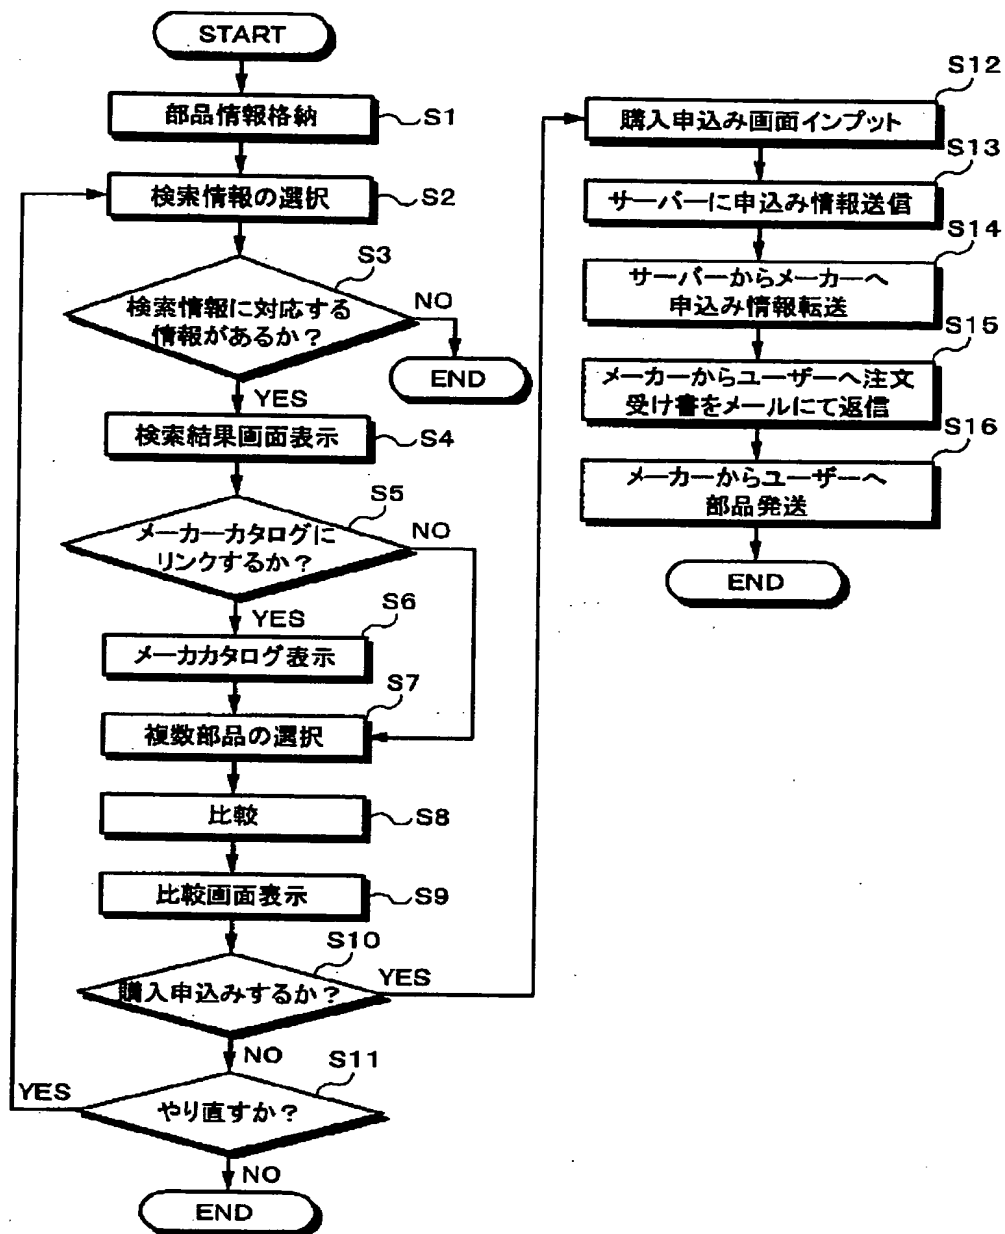 START
部品情報格納
S1
検索情報の選択
S2
S3
検索情報に対応する
情報があるか？
NO
END
YES
検索結果画面表示
S4
S5
メーカーカタログに
リンクするか？
NO
YES
S6
メーカカタログ表示
S7
複数部品の選択
比較
S8
比較画面表示
S9
S10
購入申込みするか？
YES
NO
S11
YES
やり直すか？
NO
END
S12
購入申込み画面インプット
S13
サーバーに申込み情報送信
S14
サーバーからメーカーへ
申込み情報転送
S15
メーカーからユーザーへ注文
受け書をメールにて返信
S16
メーカーからユーザーへ
部品発送
END